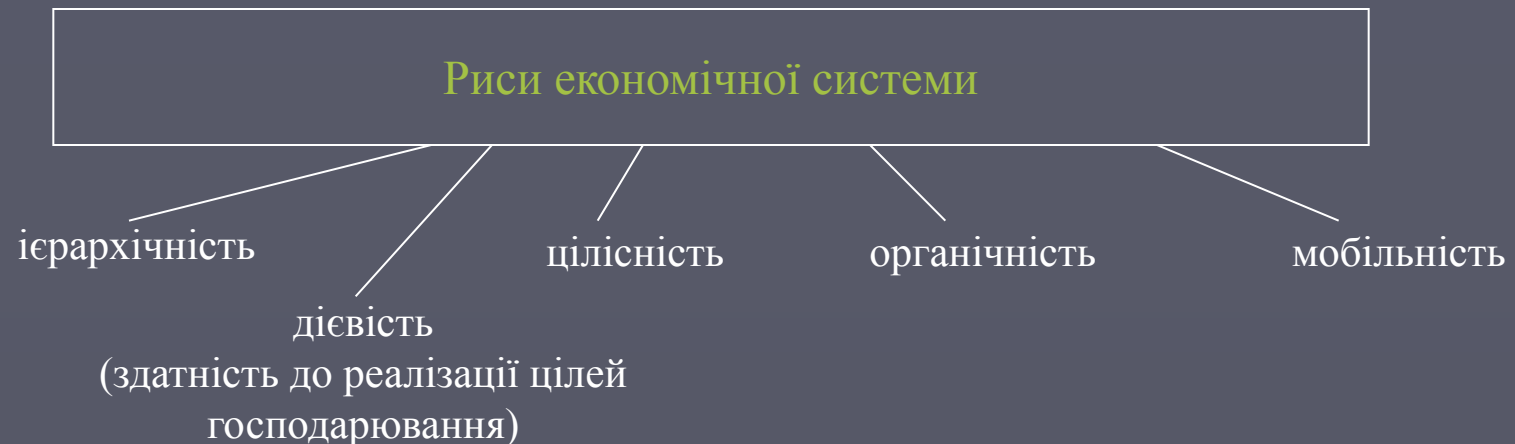 Риси економічної системи
ієрархічність
цілісність
органічність
мобільність
дієвість
(здатність до реалізації цілей
господарювання)